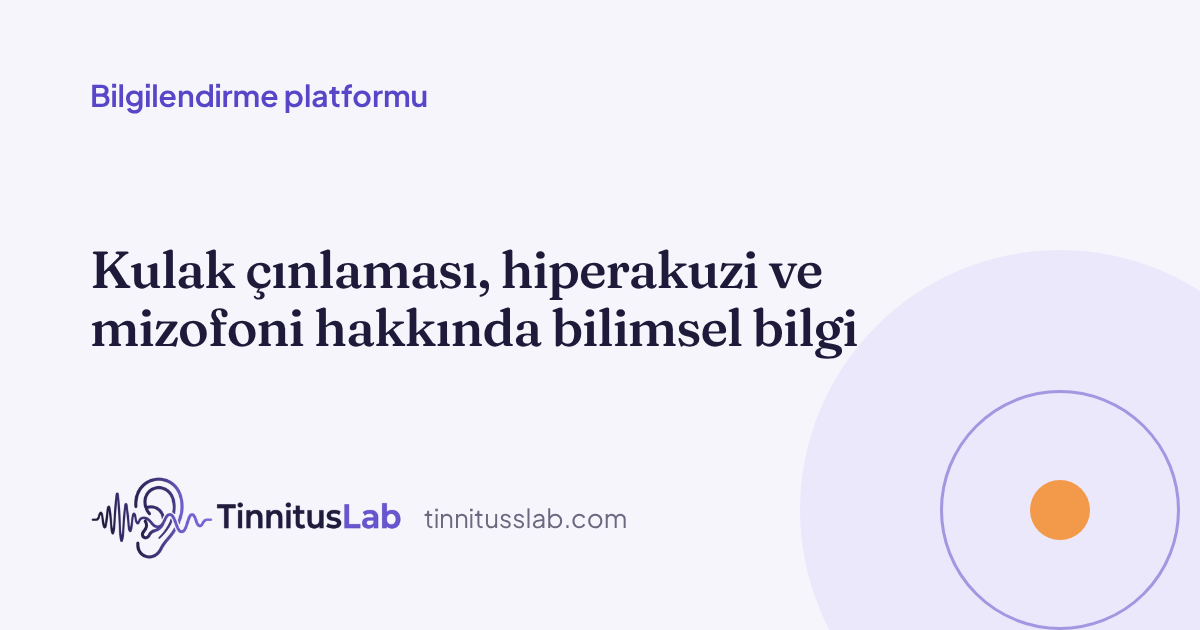 Bilgilendirme platformu
Kulak çınlaması, hiperakuzi ve
mizofoni hakkında bilimsel bilgi
TinnitusLab tinnitusslab.com